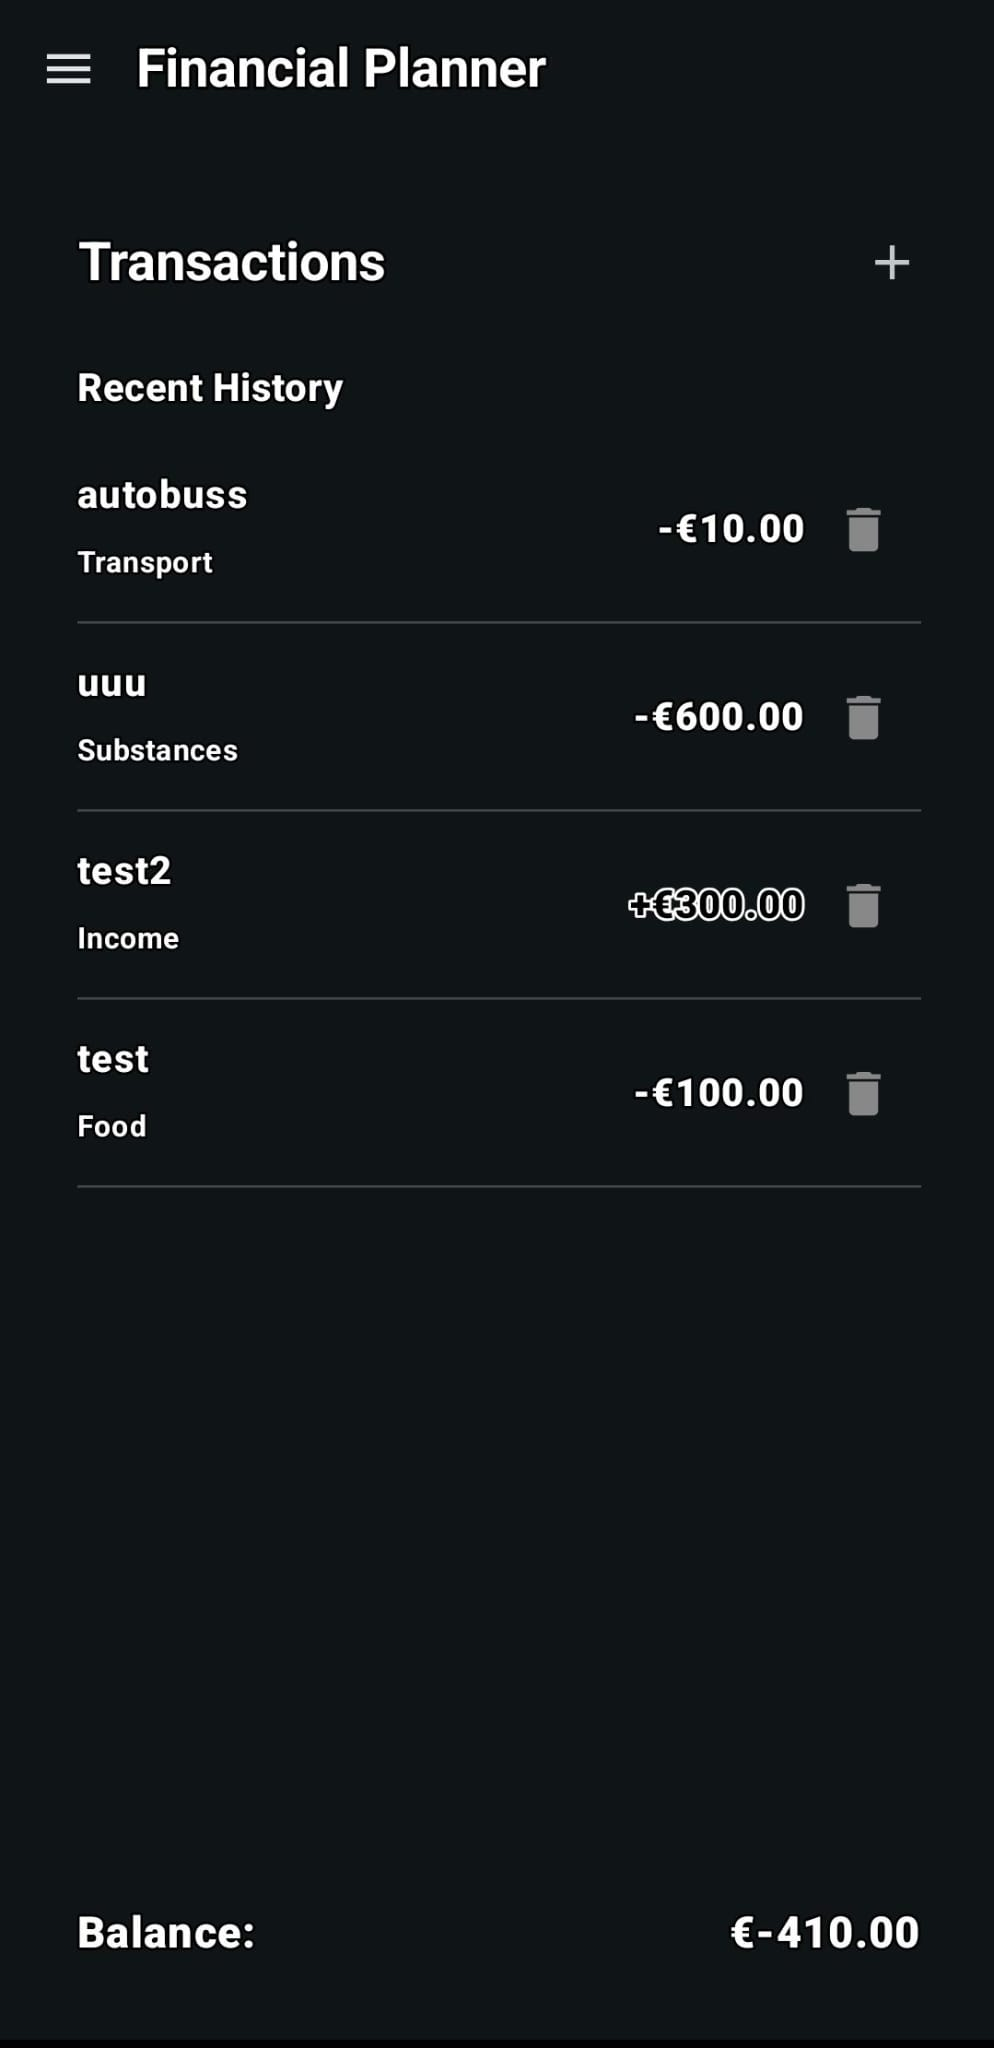 Financial Planner
Transactions
Recent History
autobuss
-€10.00
Transport
uuu
-€600.00
Substances
test2
+€300.00
Income
test
-€100.00
Food
Balance:
€-410.00